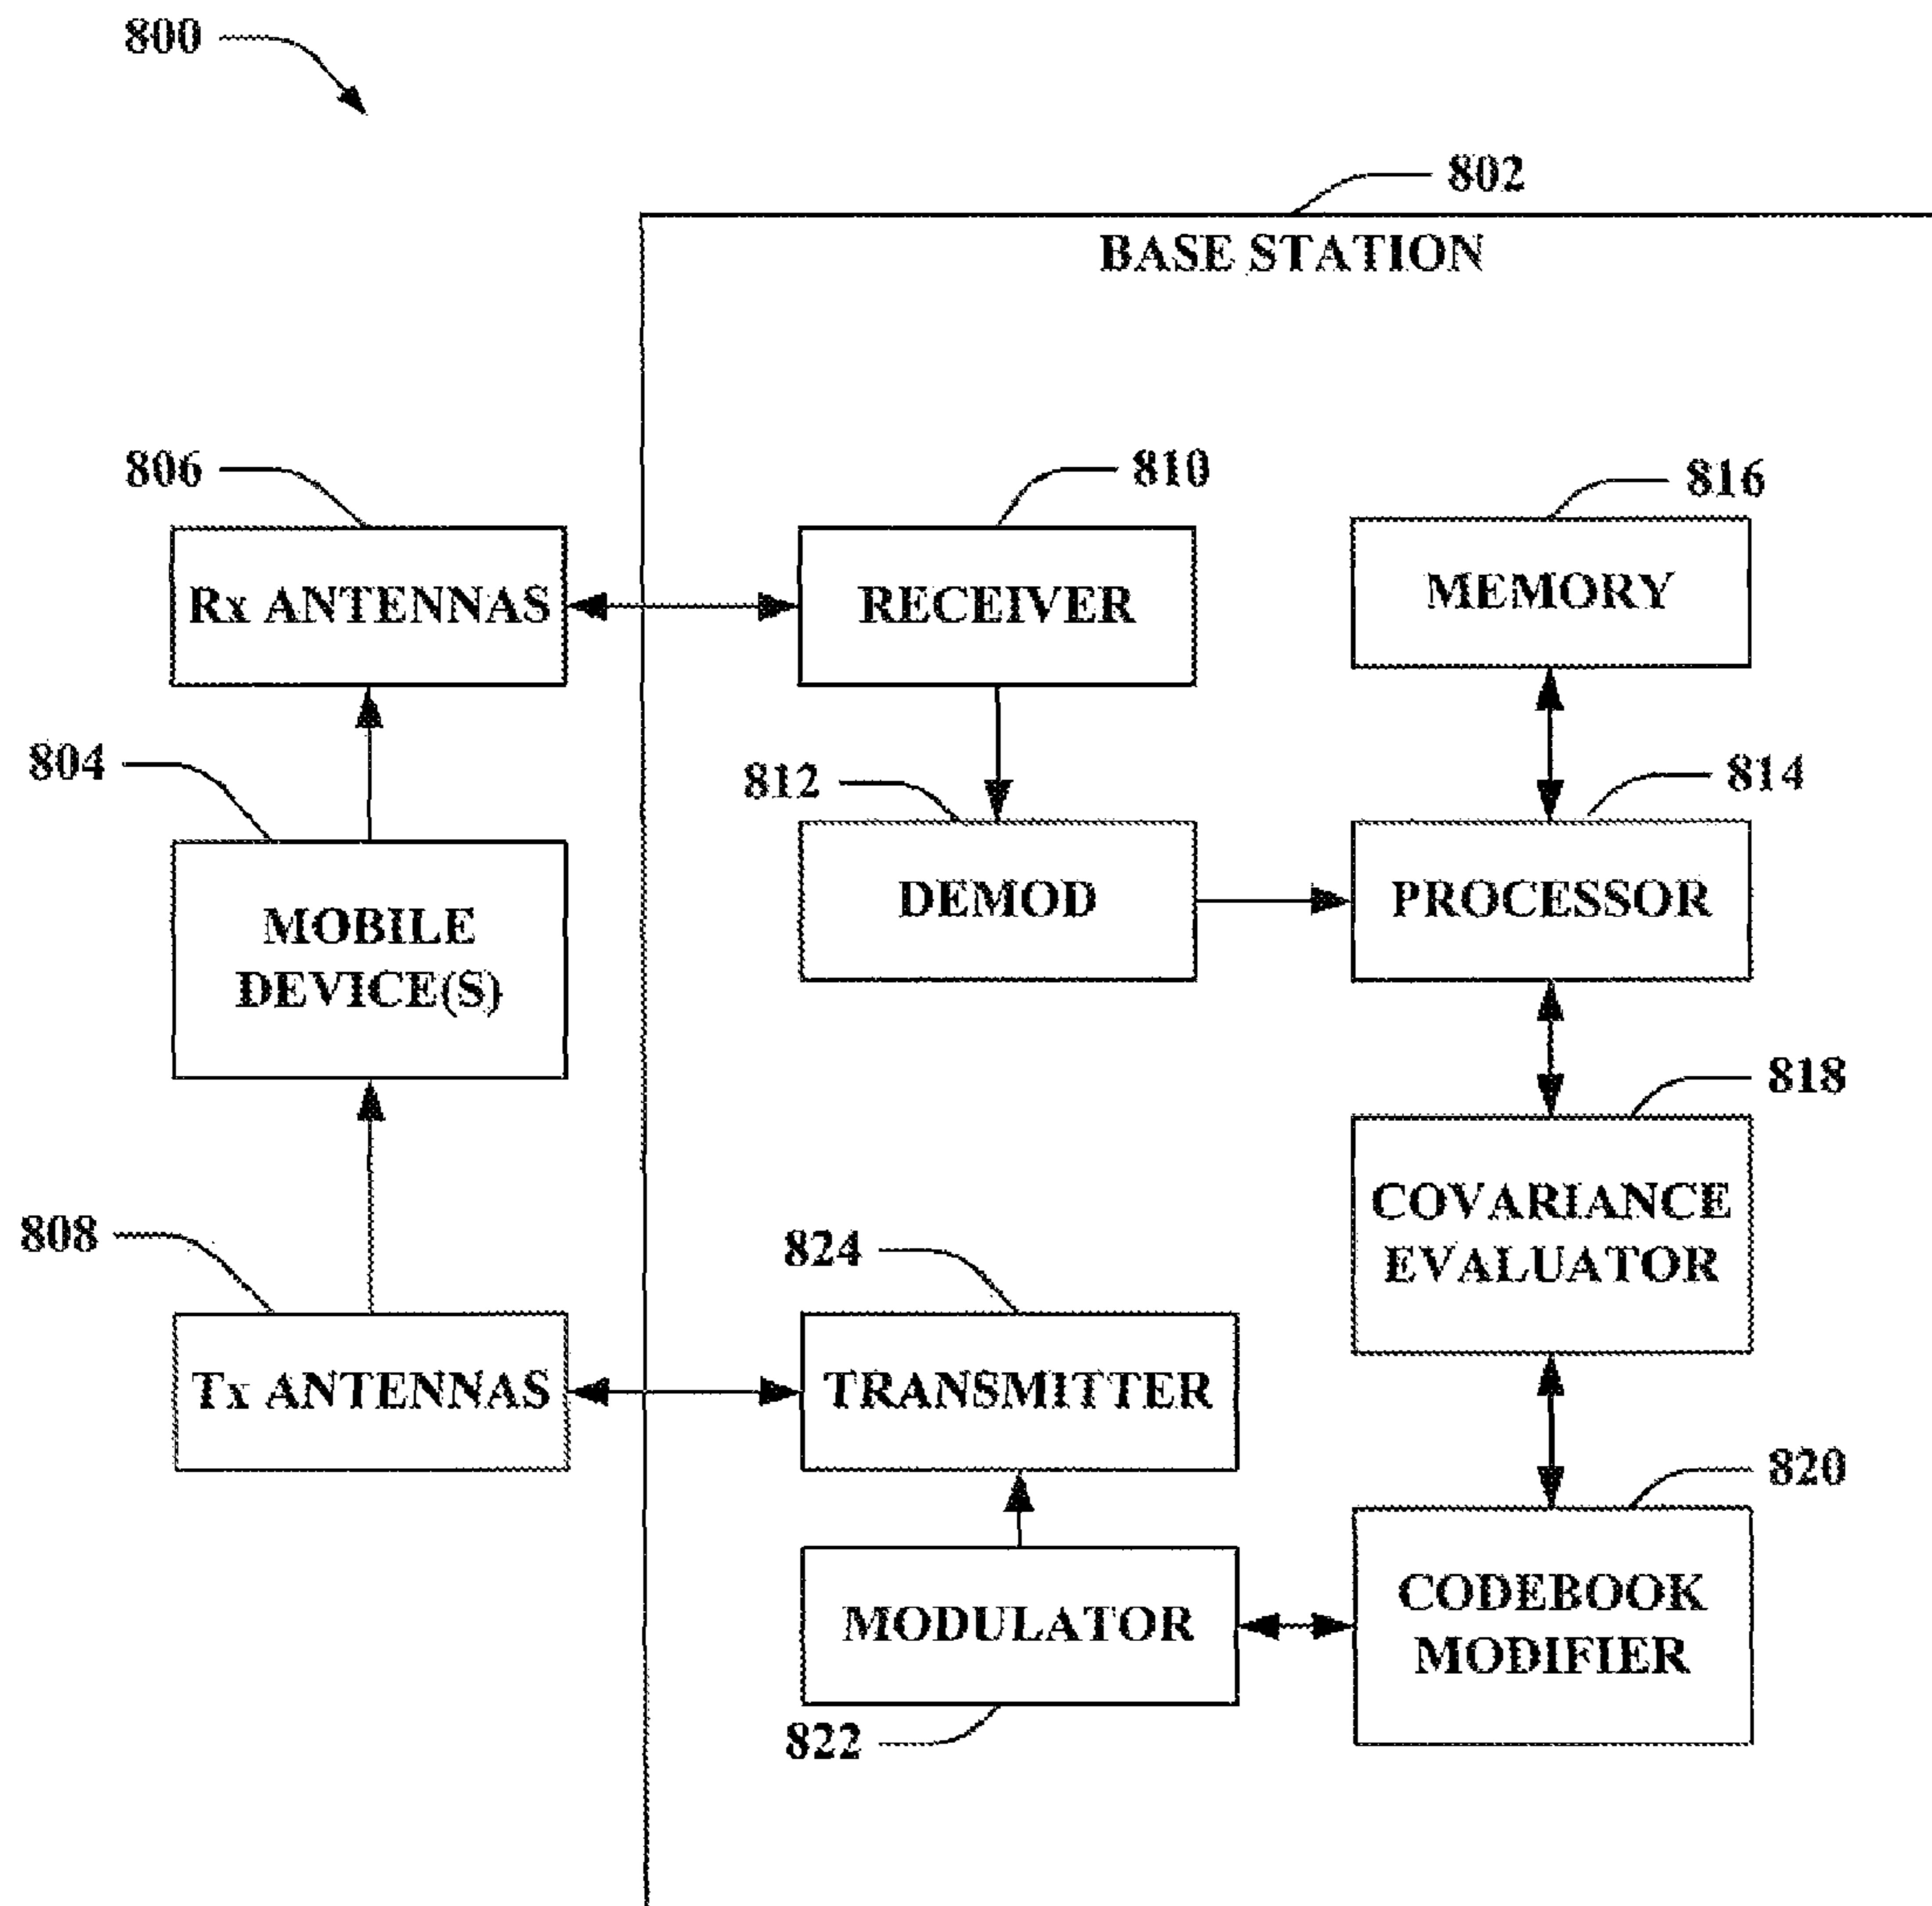 800
802
BASE STATION
806
810
816
Rx ANTENNAS
RECEIVER
MEMORY
804
812
814
MOBILE
DEVICE(S)
DEMOD
PROCESSOR
818
808
824
COVARIANCE
EVALUATOR
Tx ANTENNAS
TRANSMITTER
820
MODULATOR
CODEBOOK
MODIFIER
822